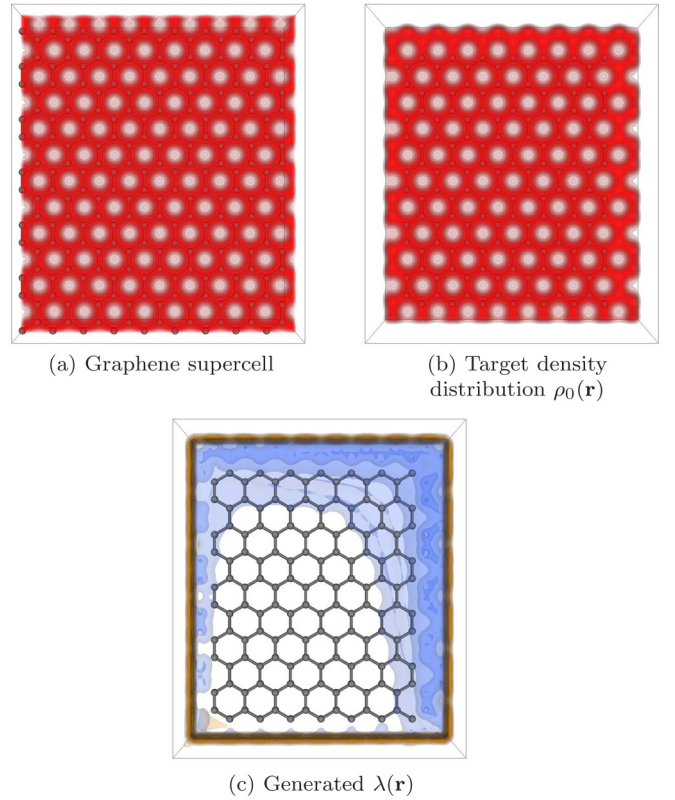 (a) Graphene supercell
(b) Target density
distribution ρ₀(r)
(c) Generated λ(r)